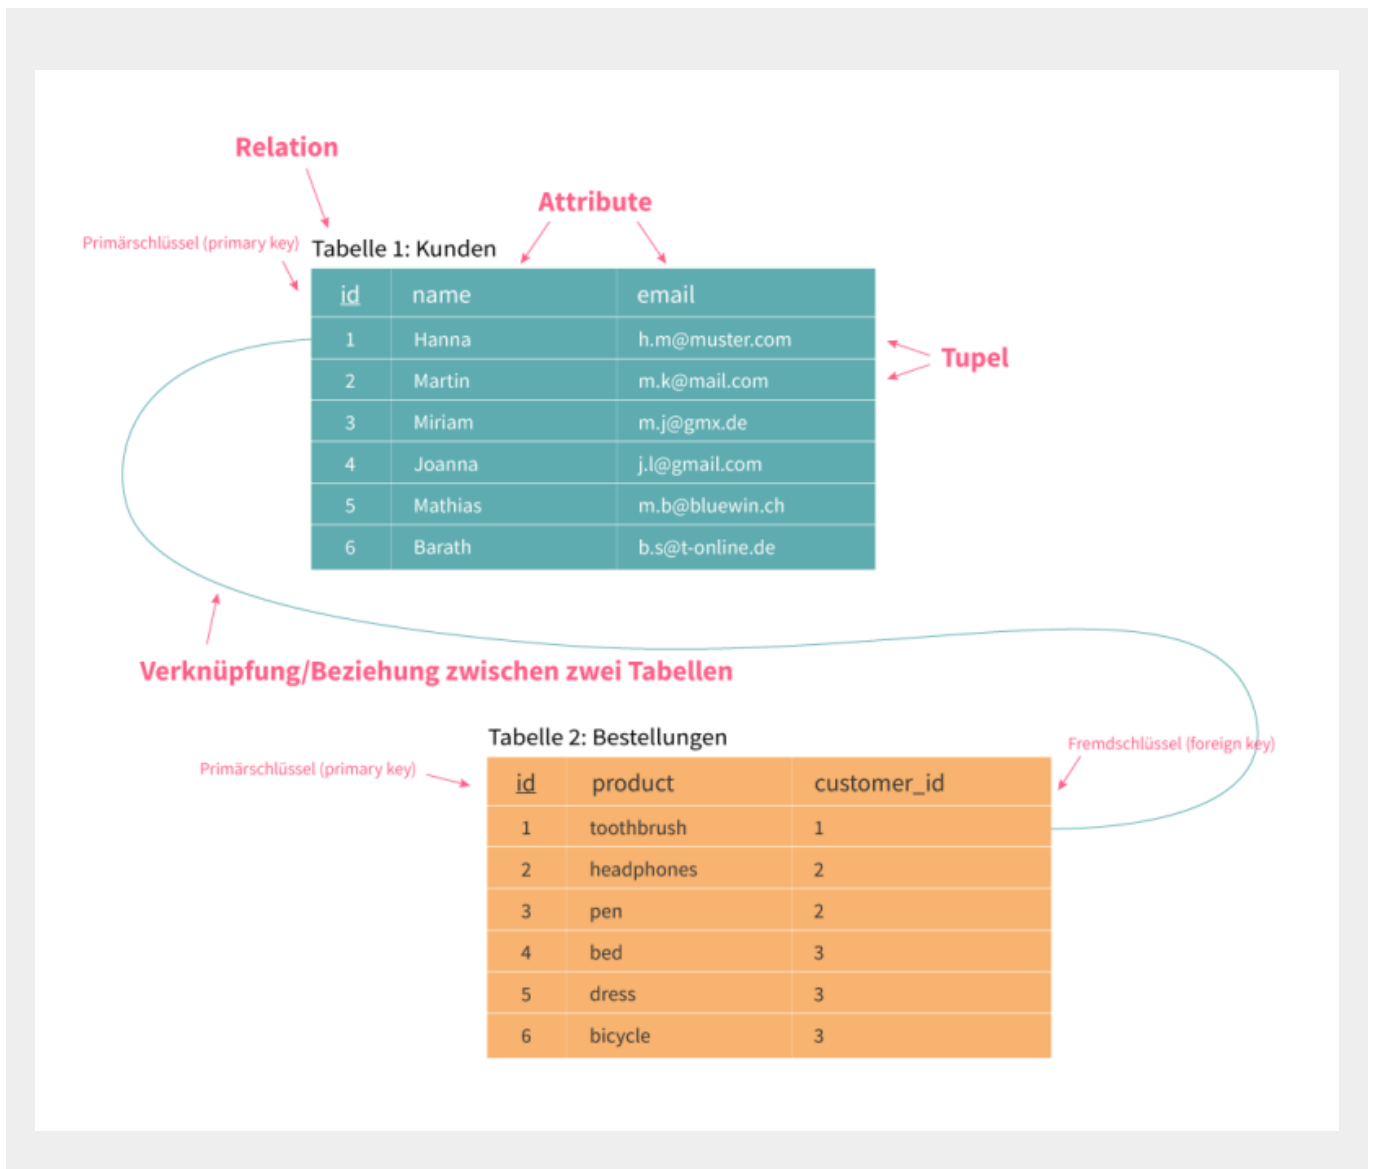 Relation
Attribute
Primärschlüssel (primary key)
Tabelle 1: Kunden
id name email
1 Hanna h.m@muster.com
2 Martin m.k@mail.com
3 Miriam m.j@gmx.de
4 Joanna j.l@gmail.com
5 Mathias m.b@bluewin.ch
6 Barath b.s@t-online.de
Tupel
Verknüpfung/Beziehung zwischen zwei Tabellen
Tabelle 2: Bestellungen
Primärschlüssel (primary key)
Fremdschlüssel (foreign key)
id product customer_id
1 toothbrush 1
2 headphones 2
3 pen 2
4 bed 3
5 dress 3
6 bicycle 3